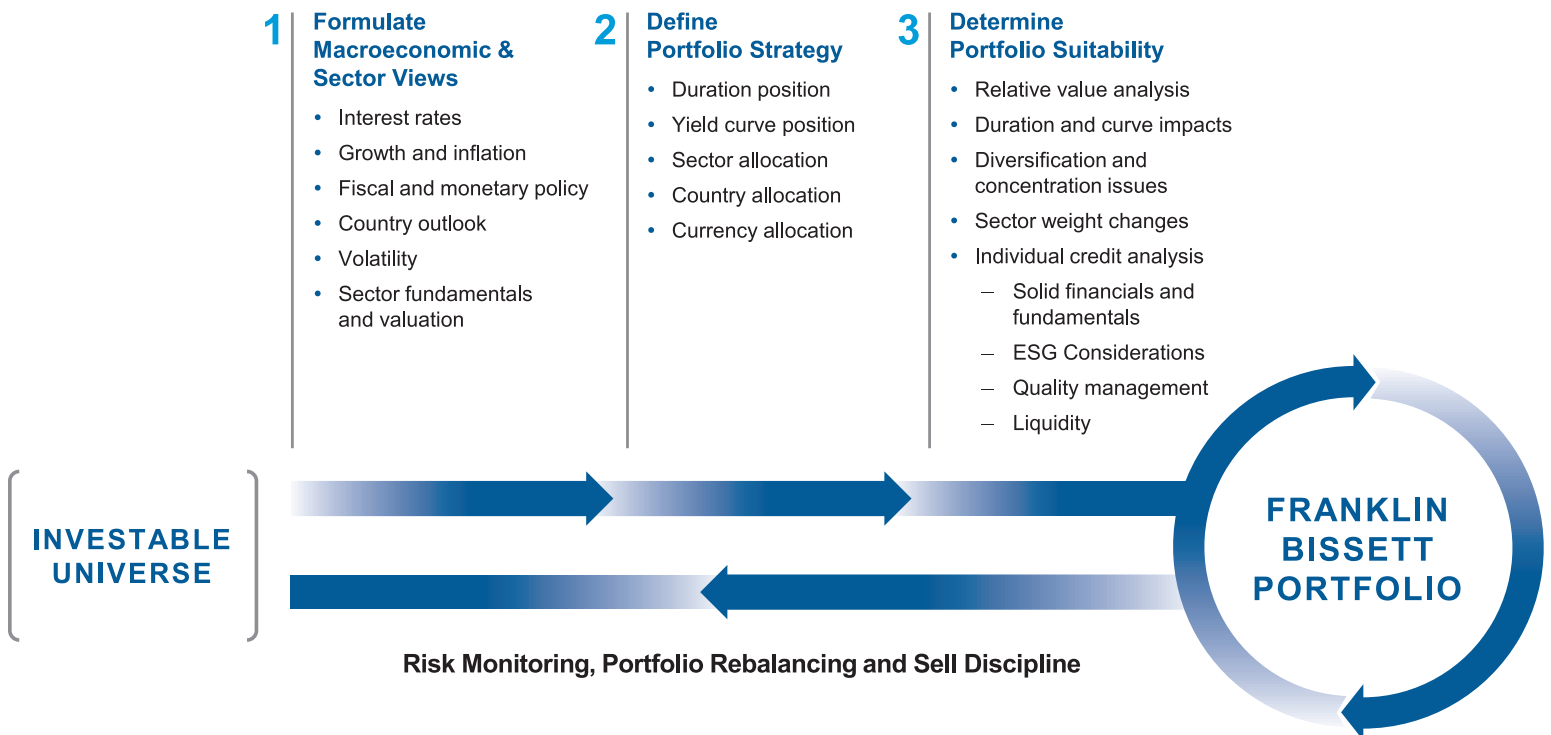 1
Formulate
Macroeconomic &
Sector Views
• Interest rates
• Growth and inflation
• Fiscal and monetary policy
• Country outlook
• Volatility
• Sector fundamentals
and valuation
2
Define
Portfolio Strategy
• Duration position
• Yield curve position
• Sector allocation
• Country allocation
• Currency allocation
3
Determine
Portfolio Suitability
• Relative value analysis
• Duration and curve impacts
• Diversification and
concentration issues
• Sector weight changes
• Individual credit analysis
– Solid financials and
fundamentals
– ESG Considerations
– Quality management
– Liquidity
INVESTABLE
UNIVERSE
FRANKLIN
BISSETT
PORTFOLIO
Risk Monitoring, Portfolio Rebalancing and Sell Discipline